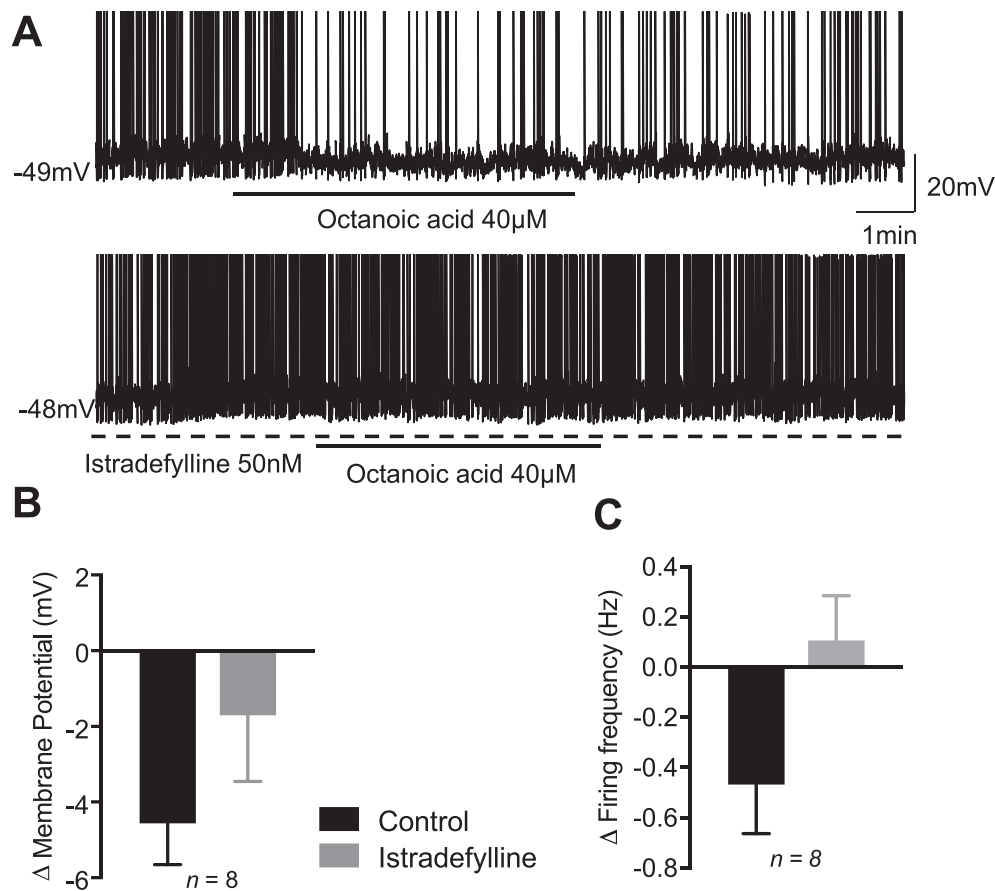 A
-49mV
Octanoic acid 40µM
20mV
1min
-48mV
Istradefylline 50nM
Octanoic acid 40µM
B
Δ Membrane Potential (mV)
2
0
-2
-4
-6
n = 8
Control
Istradefylline
C
Δ Firing frequency (Hz)
0.4
0.2
0.0
-0.2
-0.4
-0.6
-0.8
n = 8